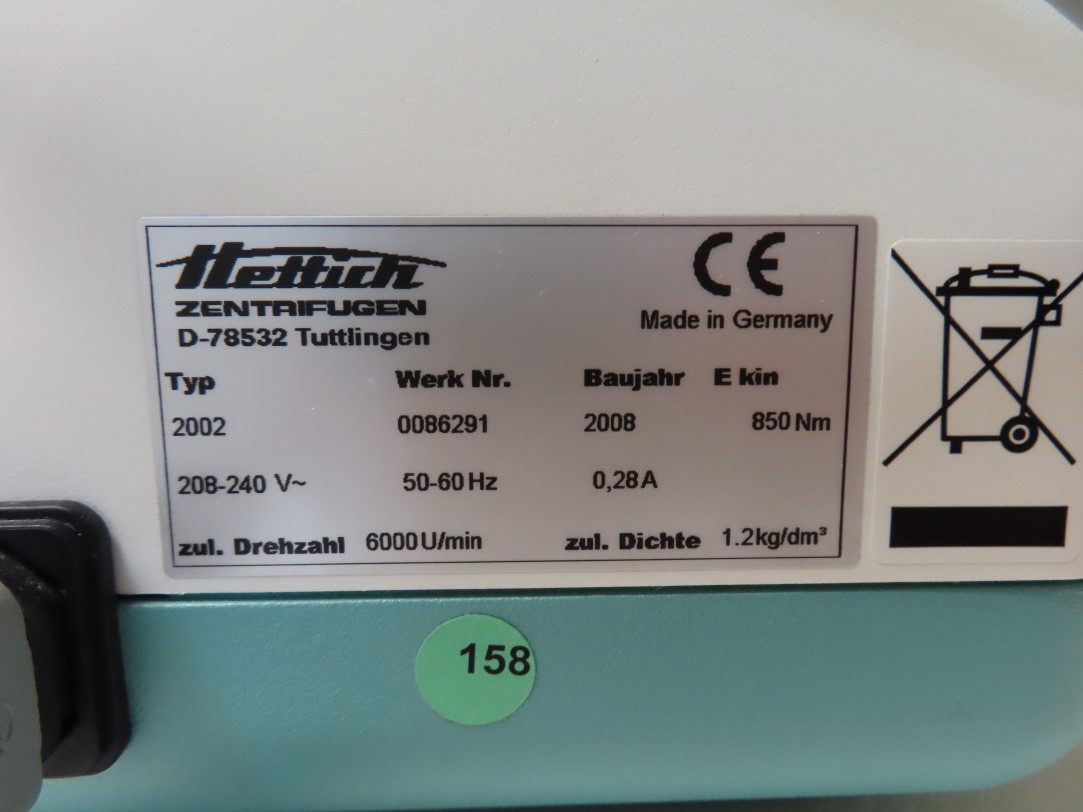 Hettich
ZENTRIFUGEN
D-78532 Tuttlingen
CE
Made in Germany
Typ Werk Nr. Baujahr E kin
2002 0086291 2008 850 Nm
208-240 V~ 50-60 Hz 0,28 A
zul. Drehzahl 6000 U/min zul. Dichte 1.2kg/dm³
158